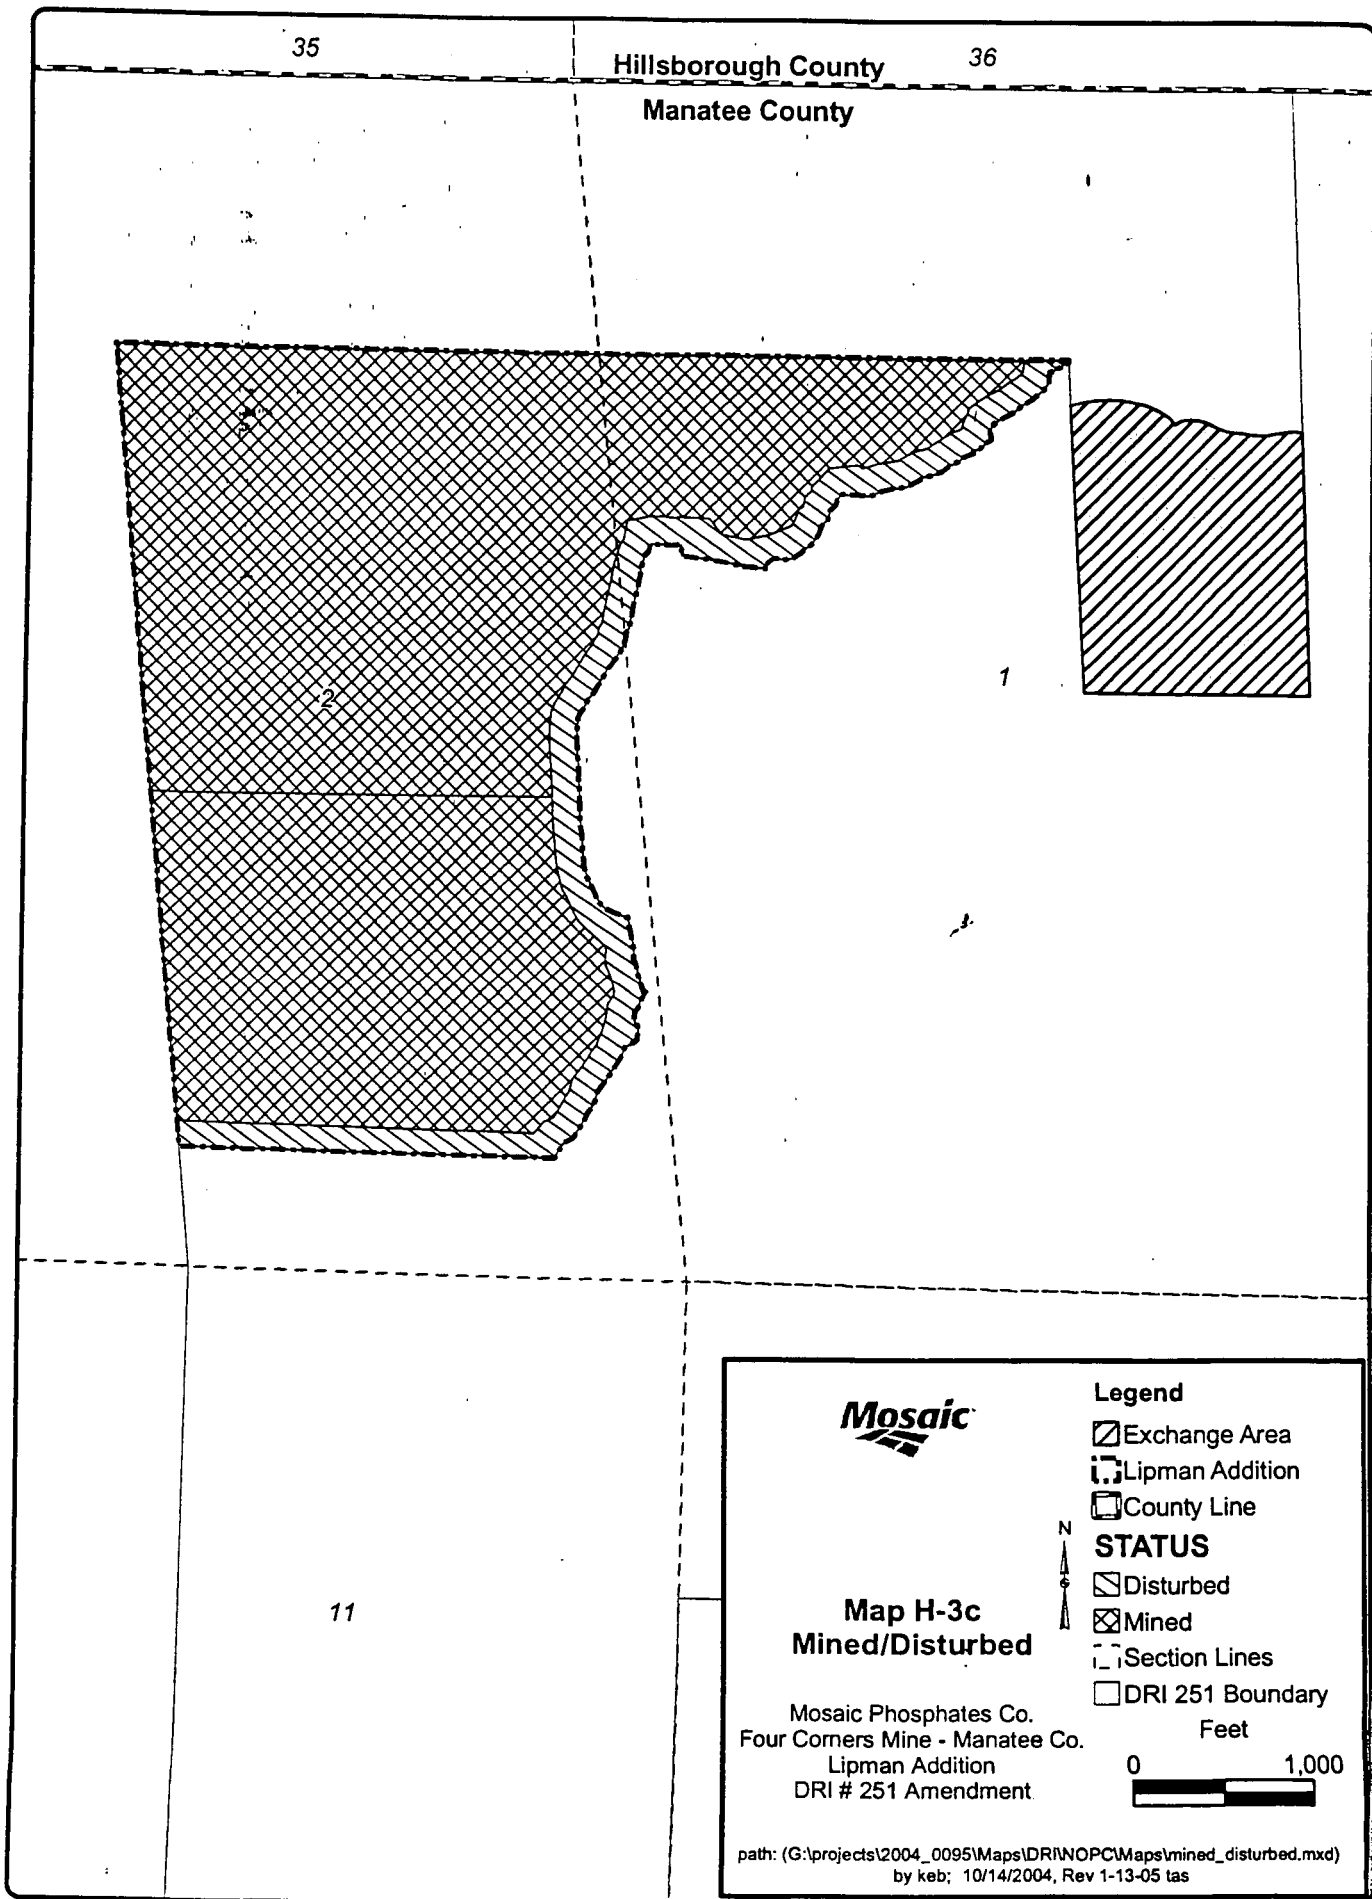 35
36
Hillsborough County
Manatee County
2
1
11
Mosaic
Legend
Exchange Area
Lipman Addition
County Line
N
STATUS
Disturbed
Mined
Section Lines
DRI 251 Boundary
Map H-3c
Mined/Disturbed
Mosaic Phosphates Co.
Four Corners Mine - Manatee Co.
Lipman Addition
DRI # 251 Amendment
Feet
0 1,000
path: (G:\projects\2004_0095\Maps\DRI\NOPC\Maps\mined_disturbed.mxd)
by keb; 10/14/2004, Rev 1-13-05 tas